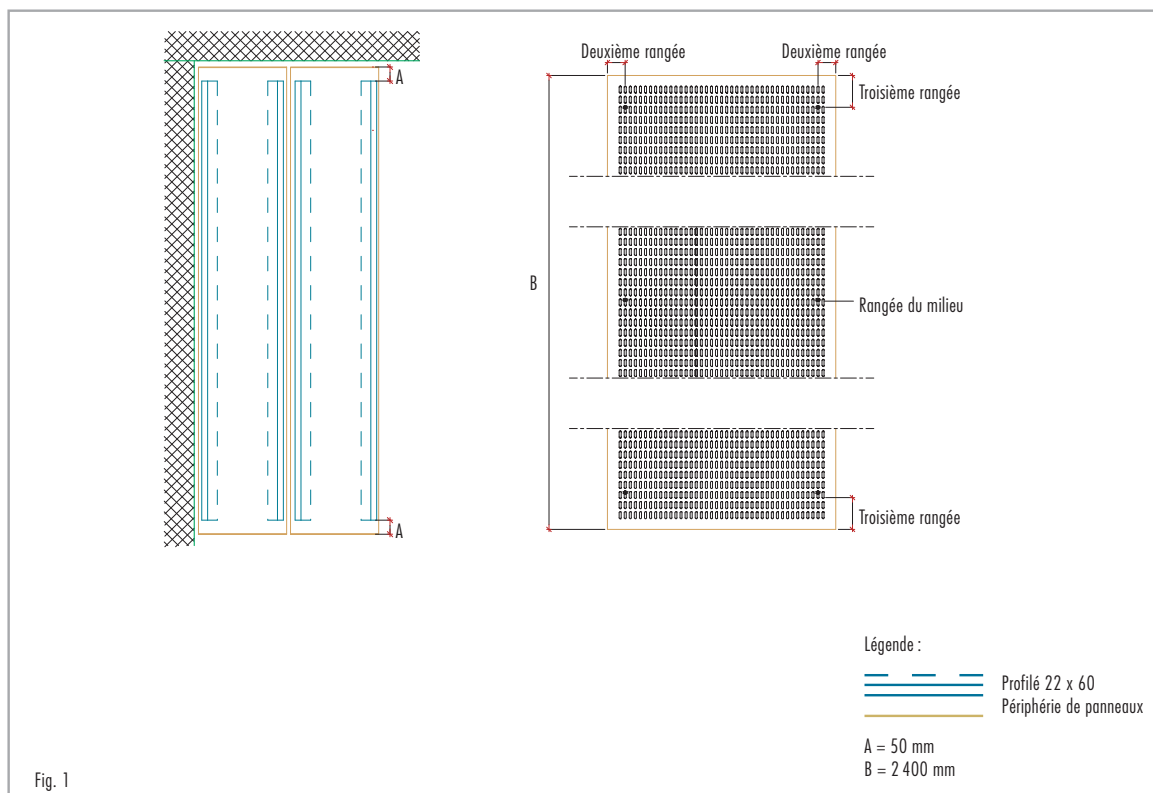 Deuxième rangée
Deuxième rangée
A
Troisième rangée
B
Rangée du milieu
A
Troisième rangée
Légende :
Profilé 22 x 60
Périphérie de panneaux
A = 50 mm
B = 2 400 mm
Fig. 1